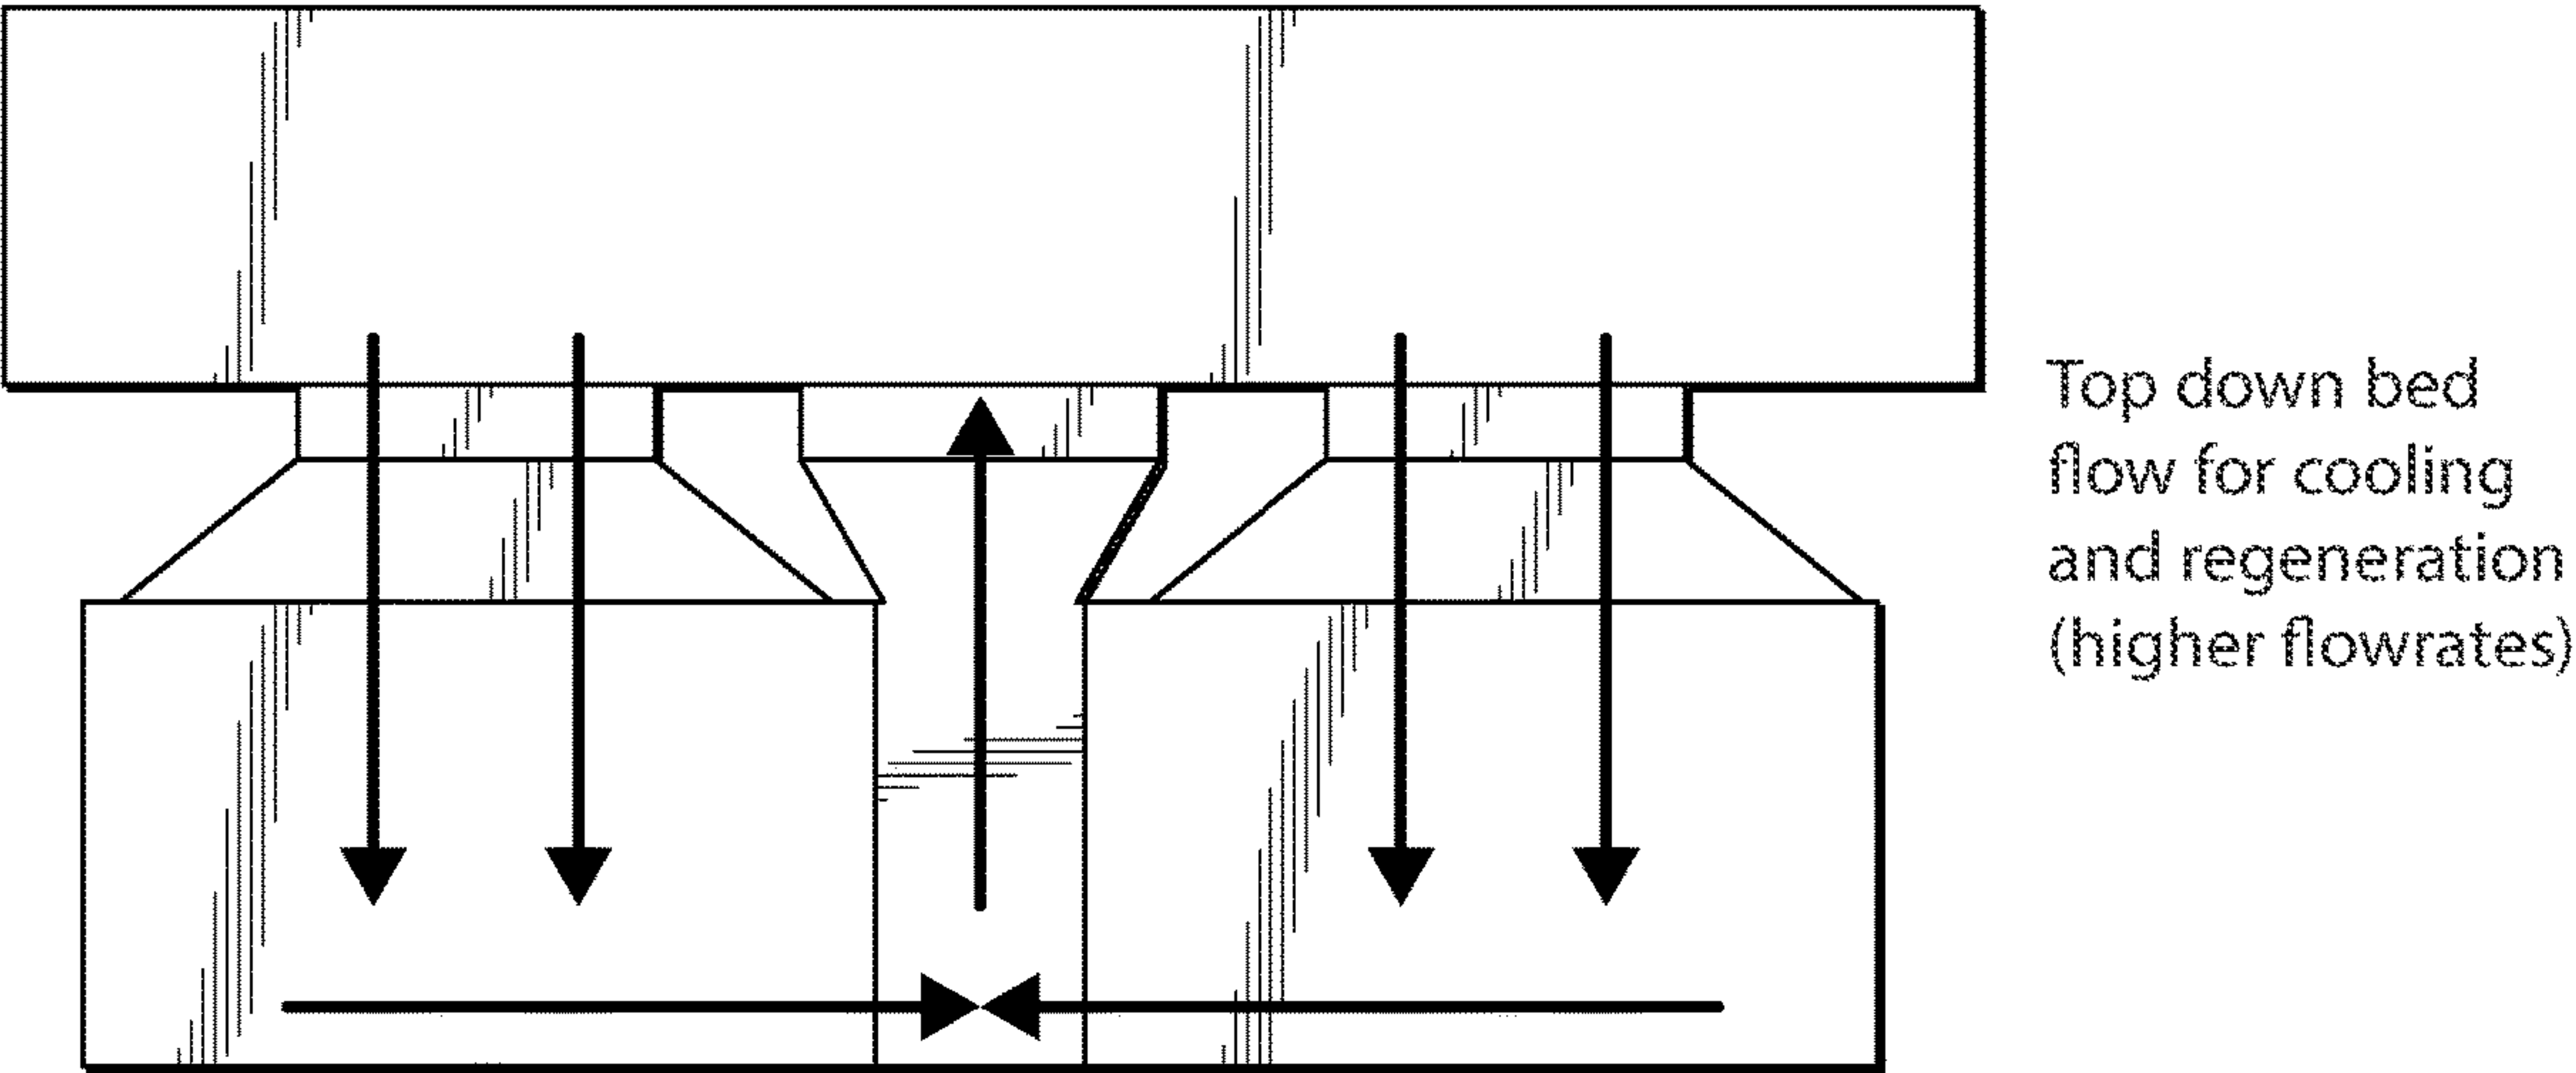 Top down bed
flow for cooling
and regeneration
(higher flowrates)